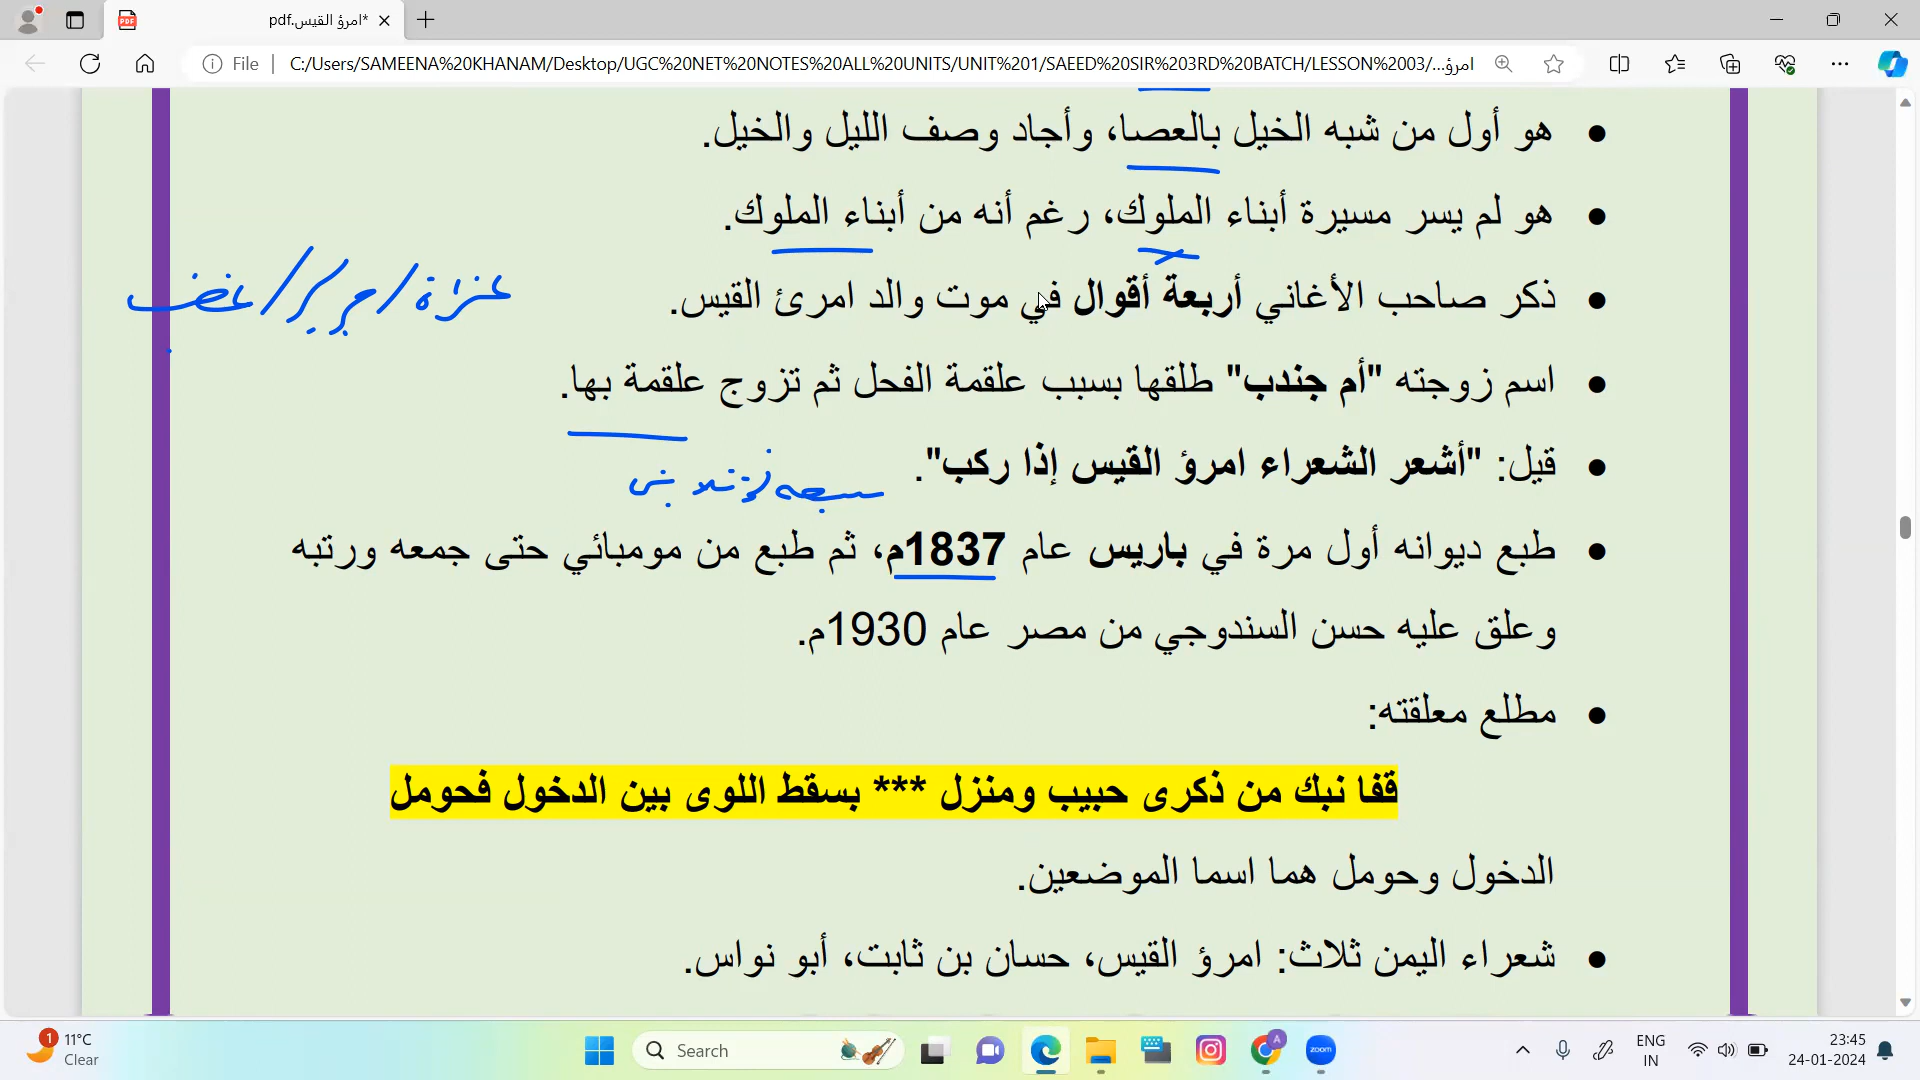 *امرؤ القيس.pdf
File
C:/Users/SAMEENA%20KHANAM/Desktop/UGC%20NET%20NOTES%20ALL%20UNITS/UNIT%201/SAEED%20SIR%203RD%20BATCH/LESSON%2003/امرؤ...
هو أول من شبه الخيل بالعصا، وأجاد وصف الليل والخيل.
هو لم يسر مسيرة أبناء الملوك، رغم أنه من أبناء الملوك.
ذكر صاحب الأغاني أربعة أقوال في موت والد امرئ القيس.
اسم زوجته "أم جندب" طلقها بسبب علقمة الفحل ثم تزوج علقمة بها.
قيل: "أشعر الشعراء امرؤ القيس إذا ركب".
طبع ديوانه أول مرة في باريس عام 1837م، ثم طبع من مومبائي حتى جمعه ورتبه
وعلق عليه حسن السندوجي من مصر عام 1930م.
مطلع معلقته:
قفا نبك من ذكرى حبيب ومنزل *** بسقط اللوى بين الدخول فحومل
الدخول وحومل هما اسما الموضعين.
شعراء اليمن ثلاث: امرؤ القيس، حسان بن ثابت، أبو نواس.
1
11°C
Clear
Search
zoom
ENG
IN
23:45
24-01-2024